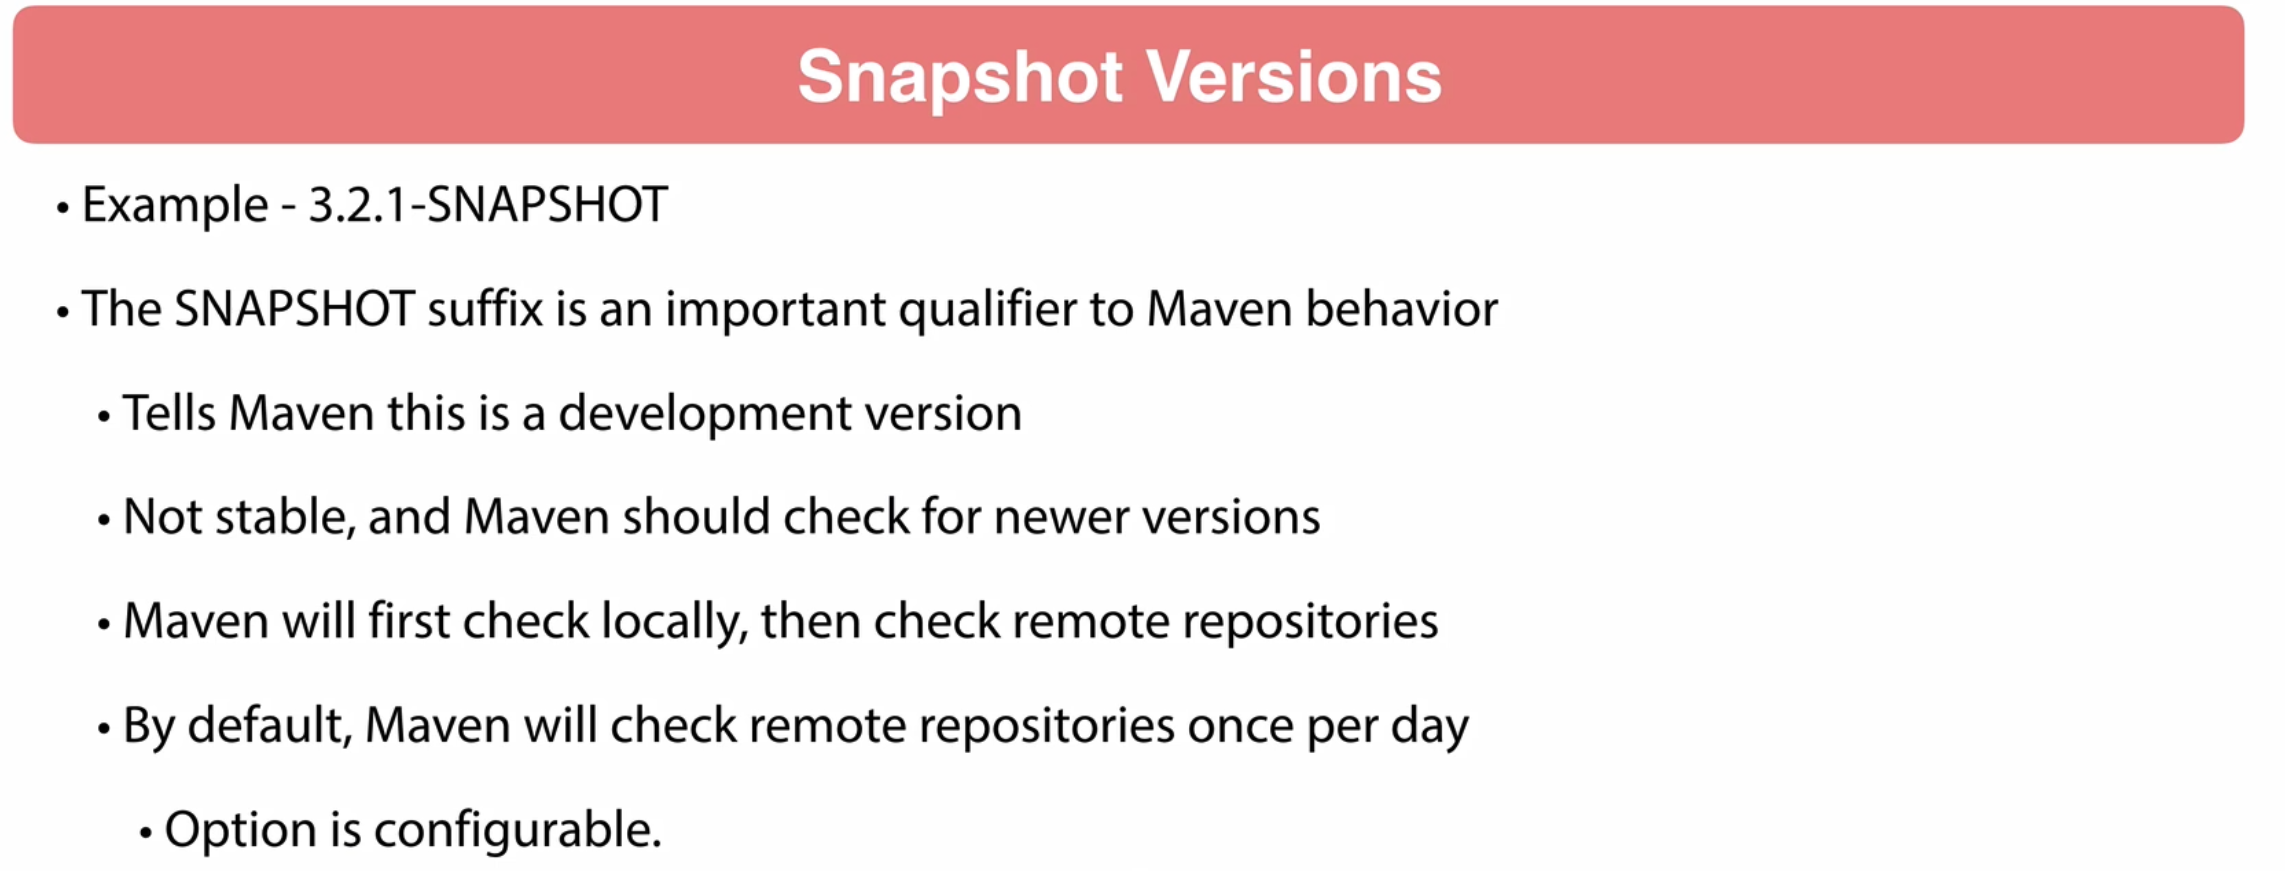 Snapshot Versions
• Example - 3.2.1-SNAPSHOT
• The SNAPSHOT suffix is an important qualifier to Maven behavior
• Tells Maven this is a development version
• Not stable, and Maven should check for newer versions
• Maven will first check locally, then check remote repositories
• By default, Maven will check remote repositories once per day
• Option is configurable.